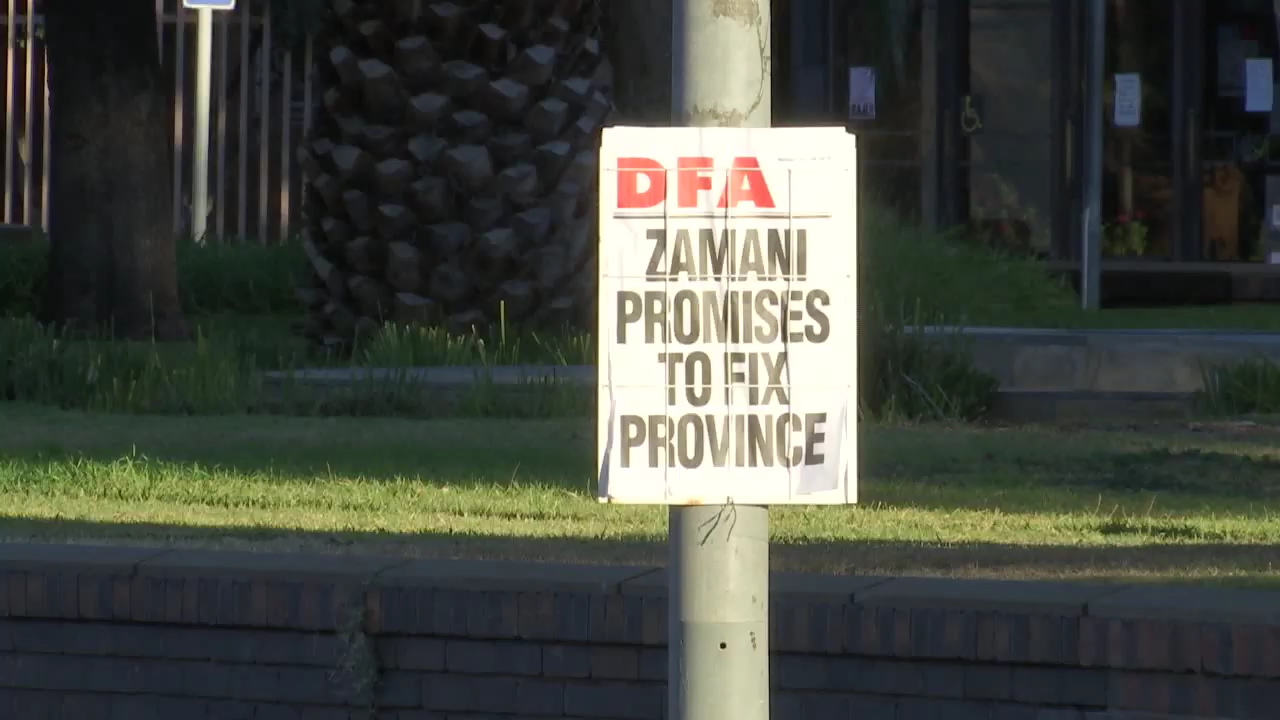 DFA
ZAMANI
PROMISES
TO FIX
PROVINCE